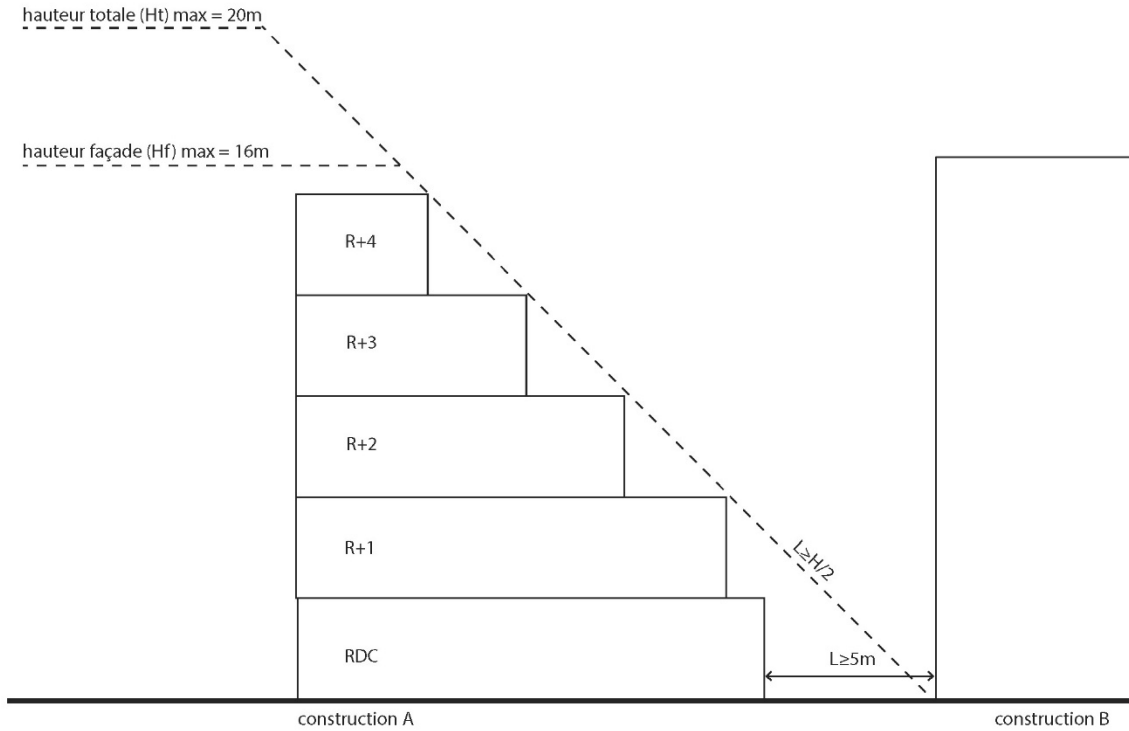 hauteur totale (Ht) max = 20m
hauteur façade (Hf) max = 16m
R+4
R+3
R+2
R+1
L≥H/2
RDC
L≥5m
construction A
construction B